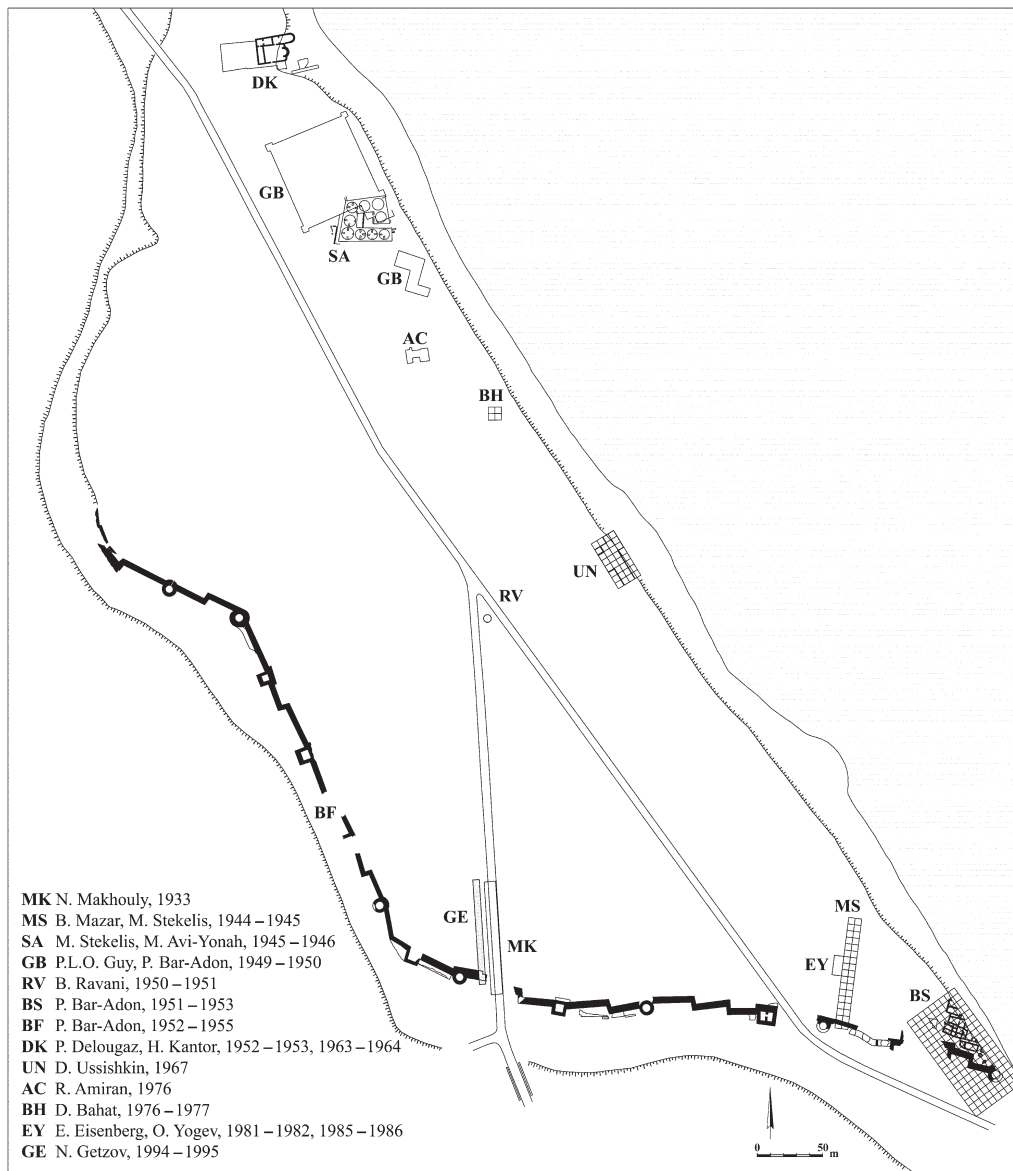 DK
GB
SA
GB
AC
BH
UN
RV
BF
GE
MK
MS
EY
BS
MK N. Makhouly, 1933
MS B. Mazar, M. Stekelis, 1944–1945
SA M. Stekelis, M. Avi-Yonah, 1945–1946
GB P.L.O. Guy, P. Bar-Adon, 1949–1950
RV B. Ravani, 1950–1951
BS P. Bar-Adon, 1951–1953
BF P. Bar-Adon, 1952–1955
DK P. Delougaz, H. Kantor, 1952–1953, 1963–1964
UN D. Ussishkin, 1967
AC R. Amiran, 1976
BH D. Bahat, 1976–1977
EY E. Eisenberg, O. Yogev, 1981–1982, 1985–1986
GE N. Getzov, 1994–1995
0 50 m